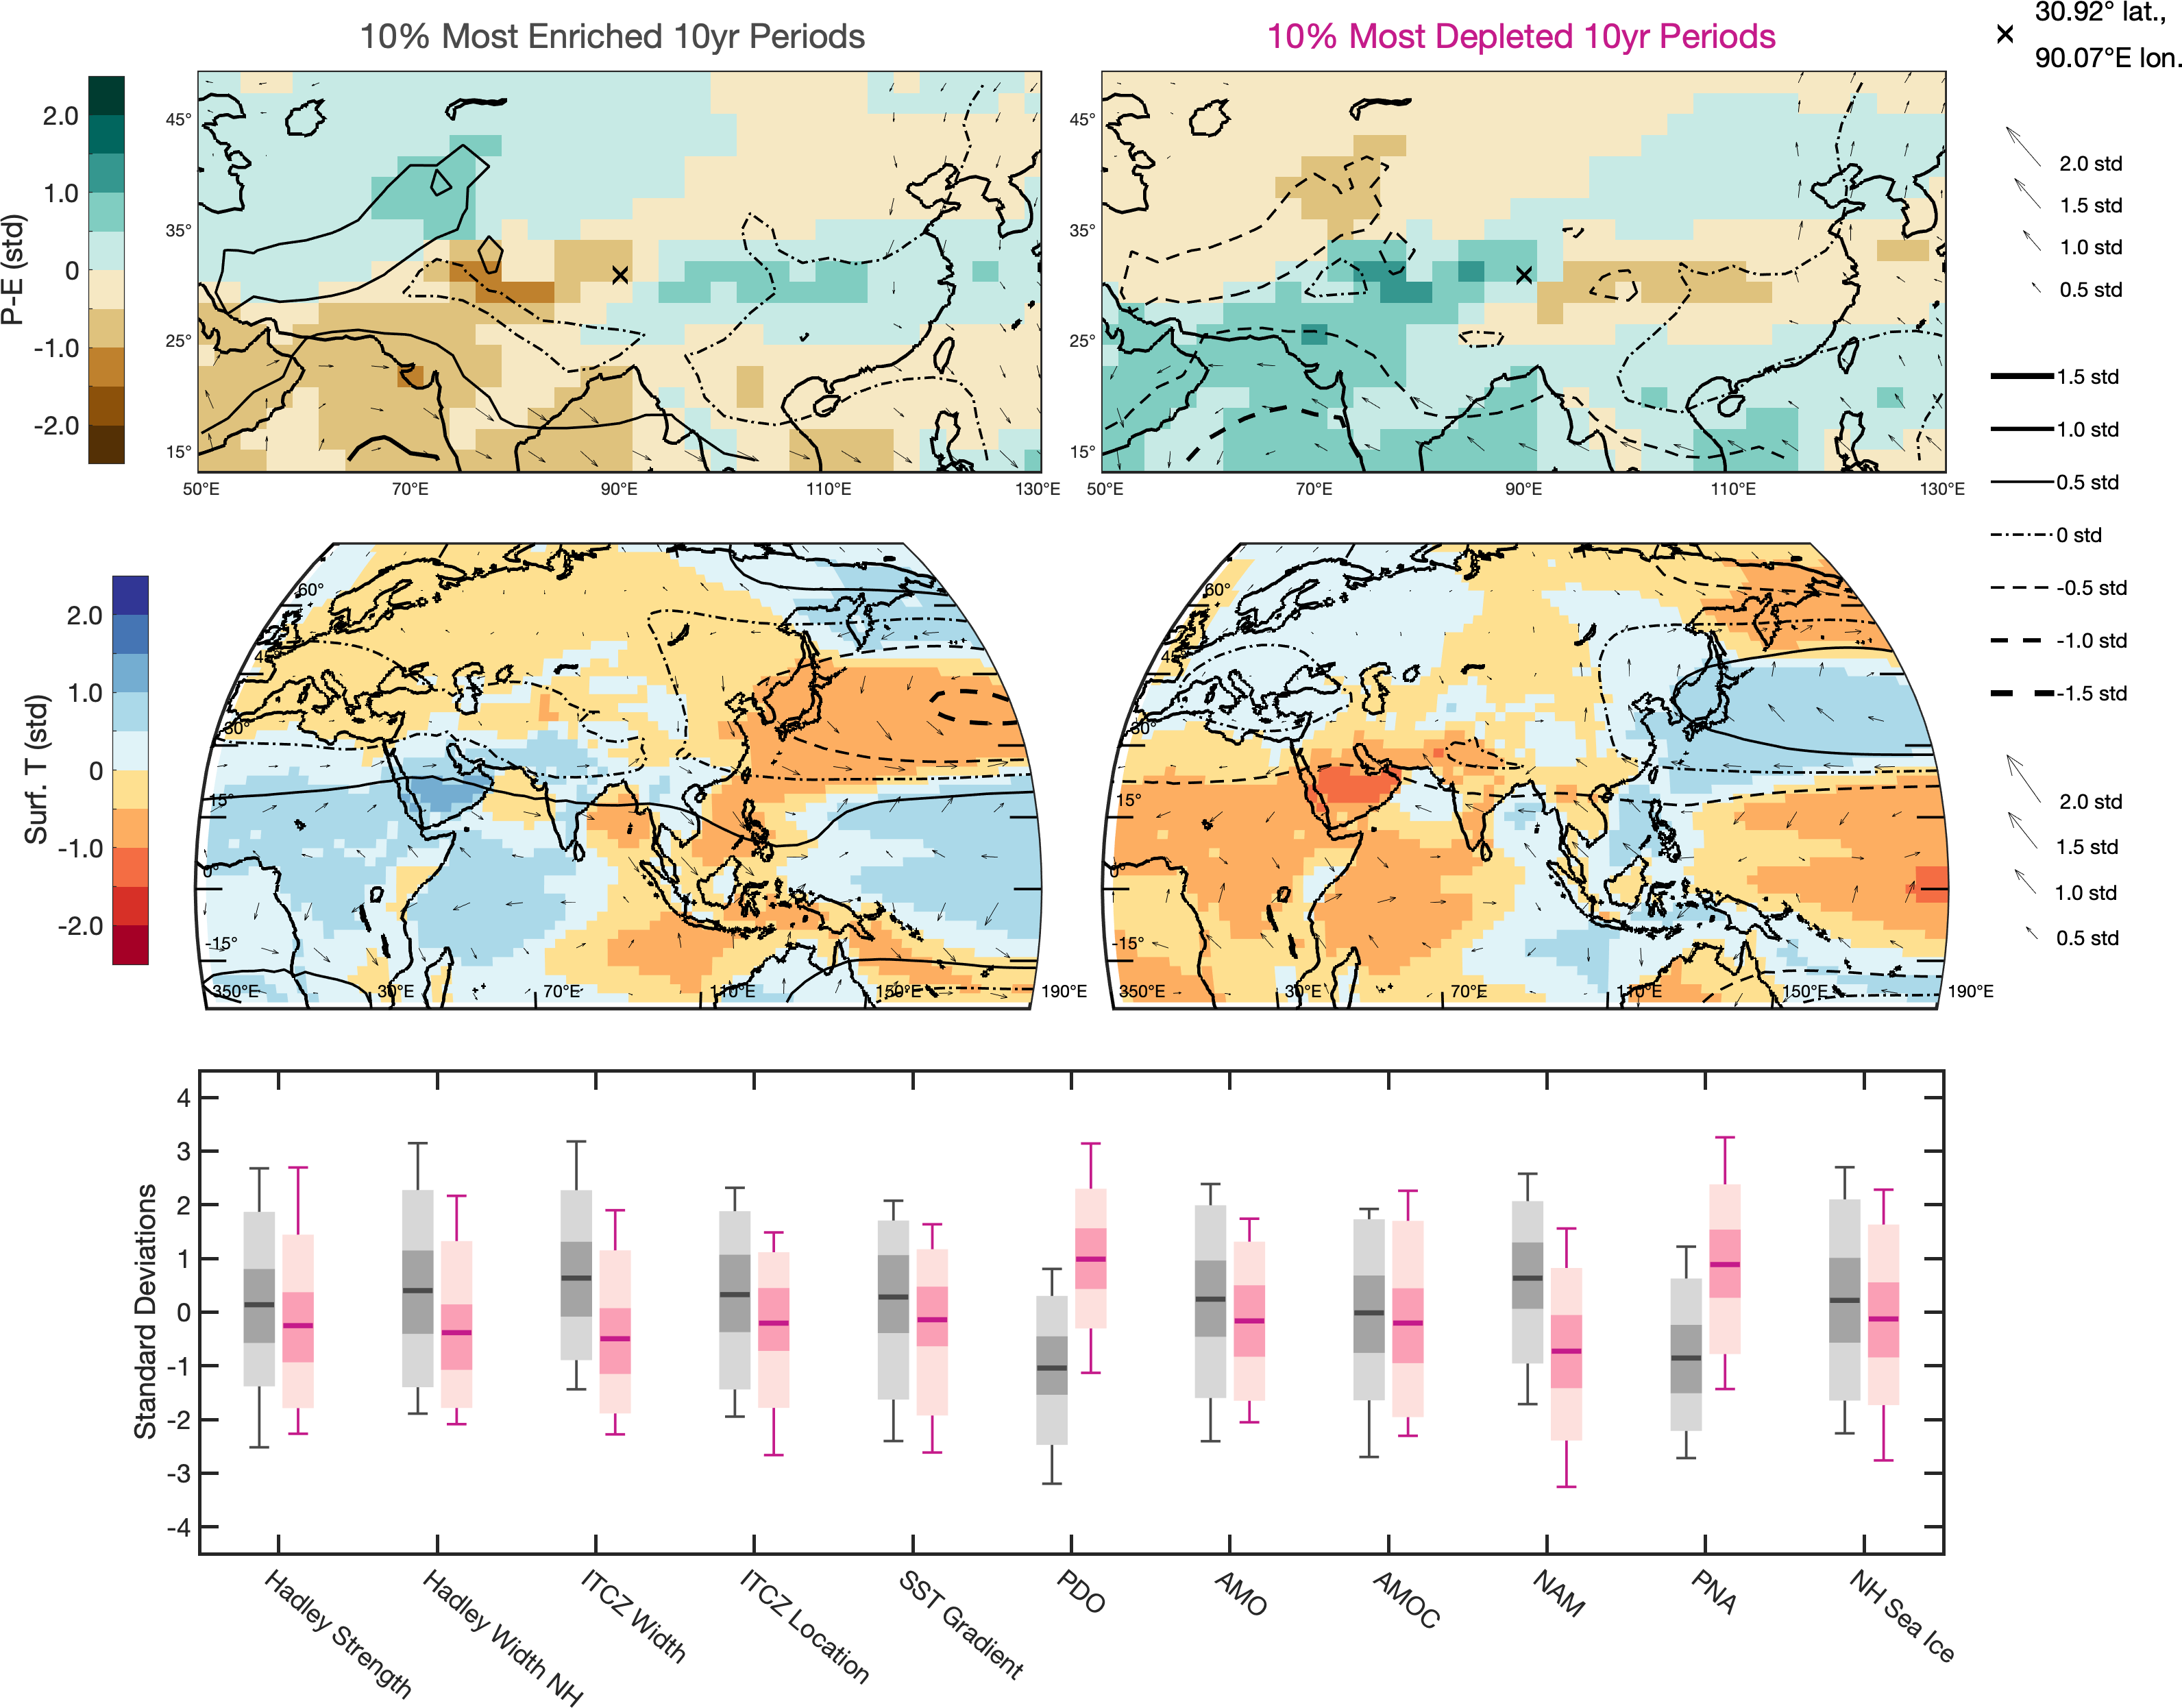 10% Most Enriched 10yr Periods
10% Most Depleted 10yr Periods
30.92° lat.,
90.07°E lon.
P-E (std)
2.0
1.0
0
-1.0
-2.0
45°
35°
25°
15°
50°E
70°E
90°E
110°E
130°E
45°
35°
25°
15°
50°E
70°E
90°E
110°E
130°E
2.0 std
1.5 std
1.0 std
0.5 std
1.5 std
1.0 std
0.5 std
0 std
-0.5 std
-1.0 std
-1.5 std
Surf. T (std)
2.0
1.0
0
-1.0
-2.0
60°
45°
30°
15°
0°
-15°
350°E
30°E
70°E
110°E
150°E
190°E
60°
45°
30°
15°
0°
-15°
350°E
30°E
70°E
110°E
150°E
190°E
2.0 std
1.5 std
1.0 std
0.5 std
Standard Deviations
4
3
2
1
0
-1
-2
-3
-4
Hadley Strength
Hadley Width NH
ITCZ Width
ITCZ Location
SST Gradient
PDO
AMO
AMOC
NAM
PNA
NH Sea Ice